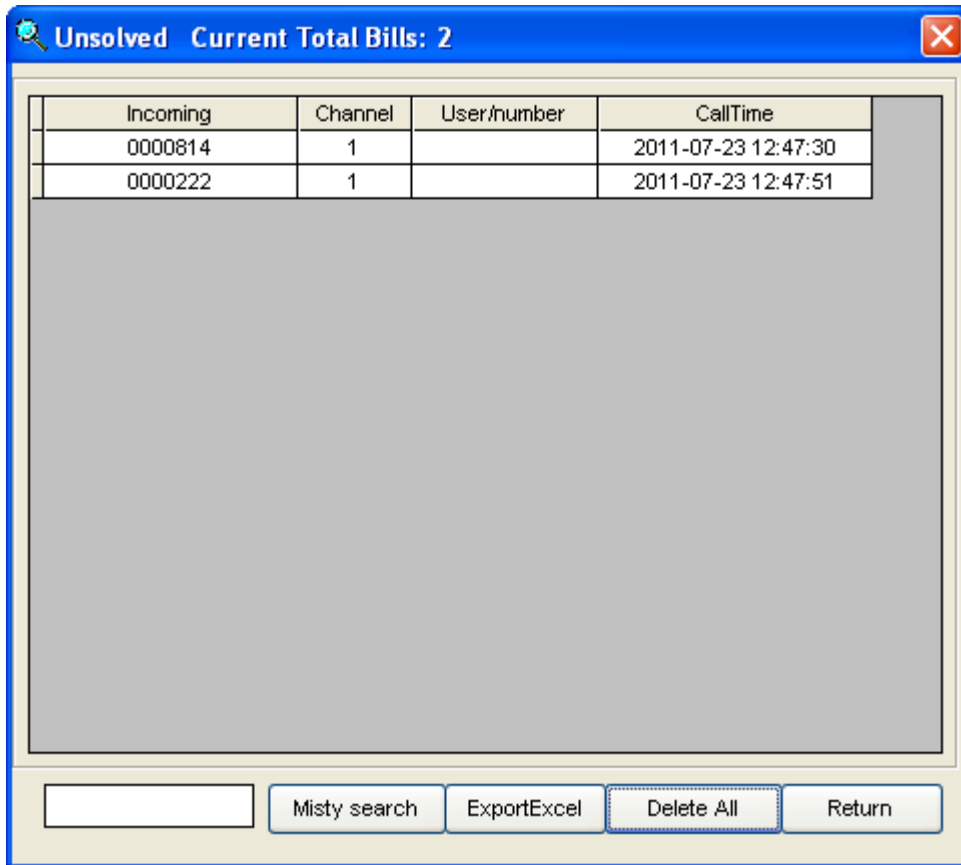 Unsolved Current Total Bills: 2
Incoming Channel User/number CallTime
0000814 1 2011-07-23 12:47:30
0000222 1 2011-07-23 12:47:51
Misty search ExportExcel Delete All Return